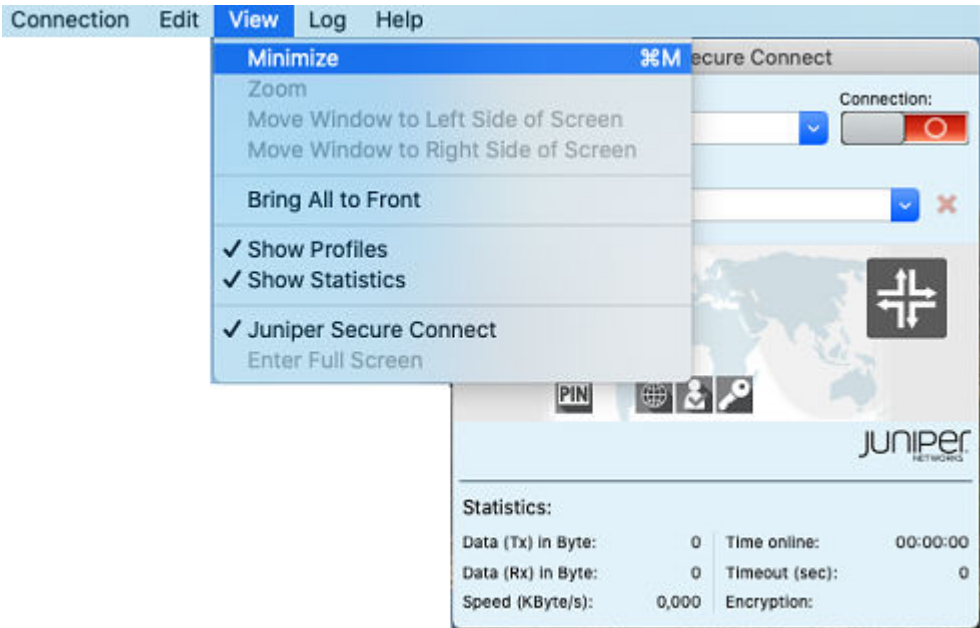 Connection Edit View Log Help
Minimize ⌘M
ecure Connect
Zoom
Connection:
Move Window to Left Side of Screen
Move Window to Right Side of Screen
Bring All to Front
✓ Show Profiles
✓ Show Statistics
✓ Juniper Secure Connect
Enter Full Screen
PIN
JUNIPEr
NETWORKS
Statistics:
Data (Tx) in Byte: 0 Time online: 00:00:00
Data (Rx) in Byte: 0 Timeout (sec): 0
Speed (KByte/s): 0,000 Encryption: